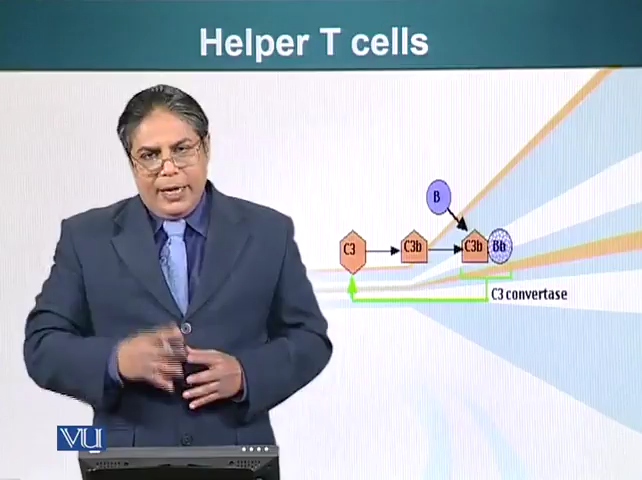 Helper T cells
B
C3
C3b
C3b
Bb
C3 convertase
VU